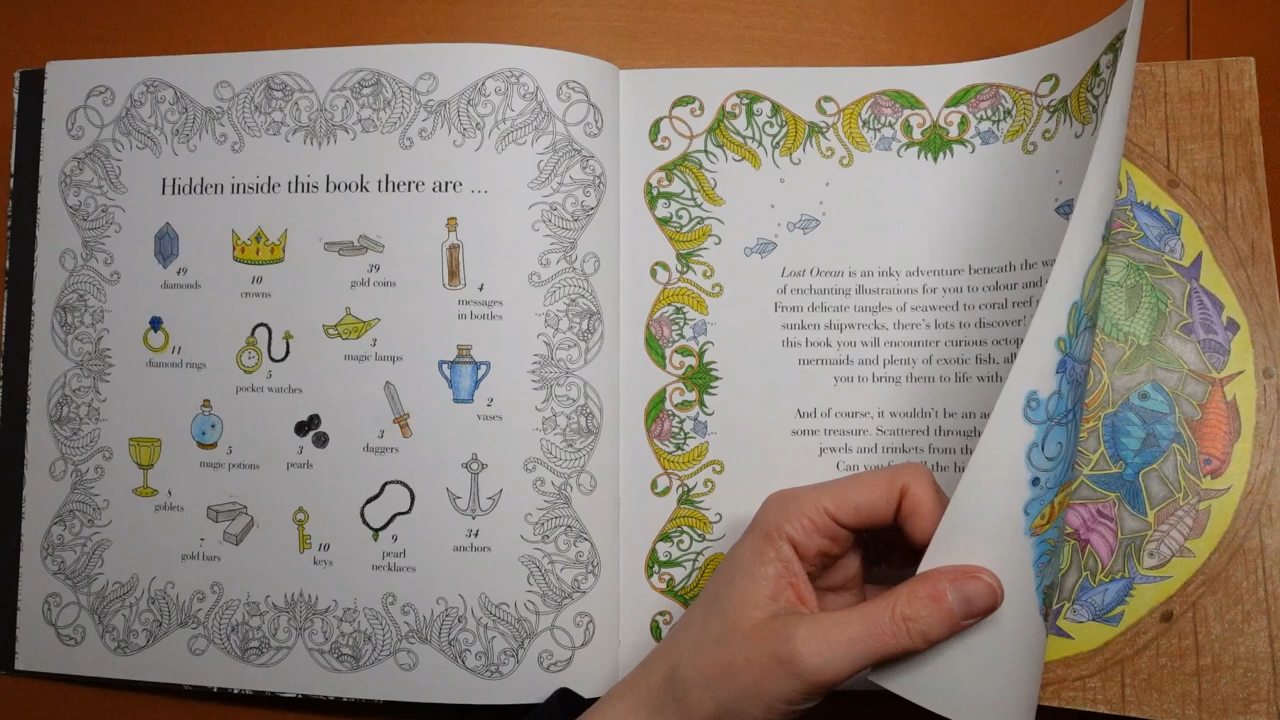 Hidden inside this book there are ...
49
diamonds
10
crowns
39
gold coins
4
messages
in bottles
11
diamond rings
5
pocket watches
3
magic lamps
2
vases
8
goblets
5
magic potions
3
pearls
3
daggers
7
gold bars
10
keys
9
pearl
necklaces
34
anchors
Lost Ocean is an inky adventure beneath the
of enchanting illustrations for you to colour and
From delicate tangles of seaweed to coral reef
sunken shipwrecks, there's lots to discover!
this book you will encounter curious
mermaids and plenty of exotic fish,
you to bring them to life with
And of course, it wouldn't be an
some treasure. Scattered
jewels and trinkets from
Can you the